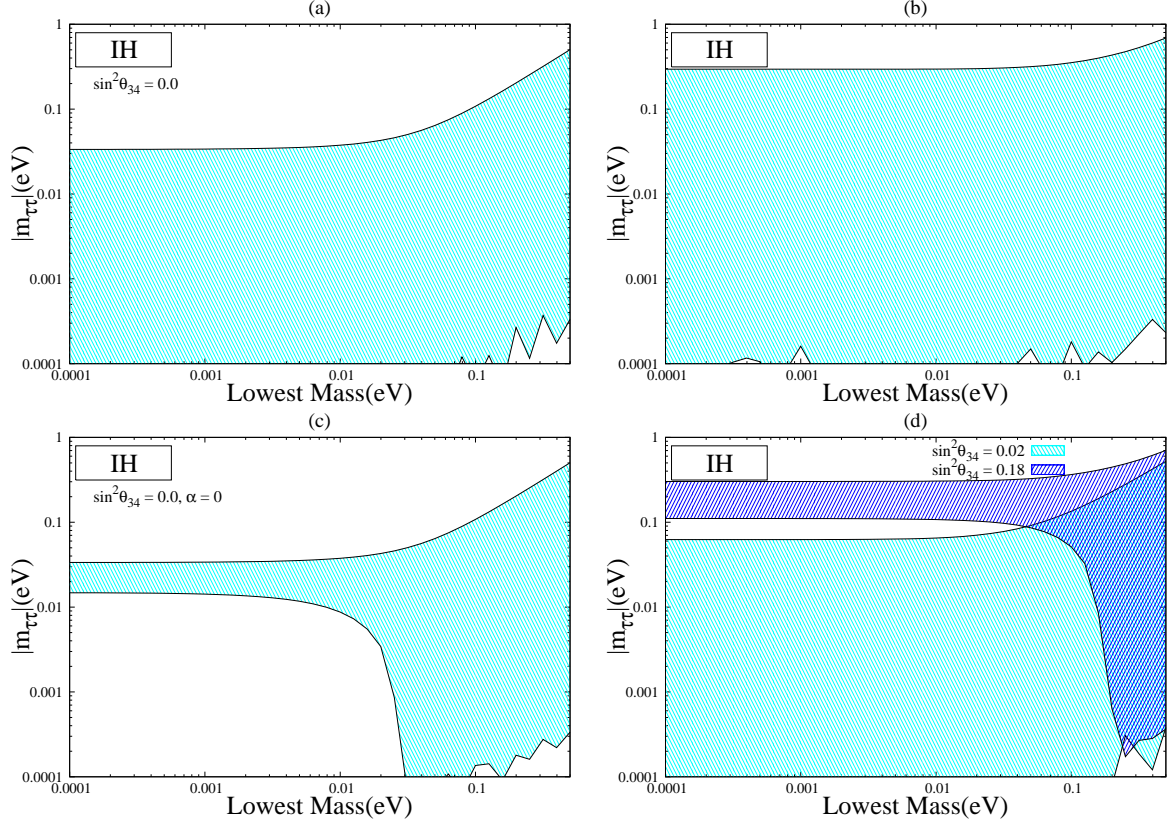 (a)
IH
sin²θ₃₄ = 0.0
1
0.1
0.01
0.001
0.0001
|m_ττ|(eV)
0.0001 0.001 0.01 0.1
Lowest Mass(eV)
(b)
IH
1
0.1
0.01
0.001
0.0001
|m_ττ|(eV)
0.0001 0.001 0.01 0.1
Lowest Mass(eV)
(c)
IH
sin²θ₃₄ = 0.0, α = 0
1
0.1
0.01
0.001
0.0001
|m_ττ|(eV)
0.0001 0.001 0.01 0.1
Lowest Mass(eV)
(d)
IH
sin²θ₃₄ = 0.02
sin²θ₃₄ = 0.18
1
0.1
0.01
0.001
0.0001
|m_ττ|(eV)
0.0001 0.001 0.01 0.1
Lowest Mass(eV)